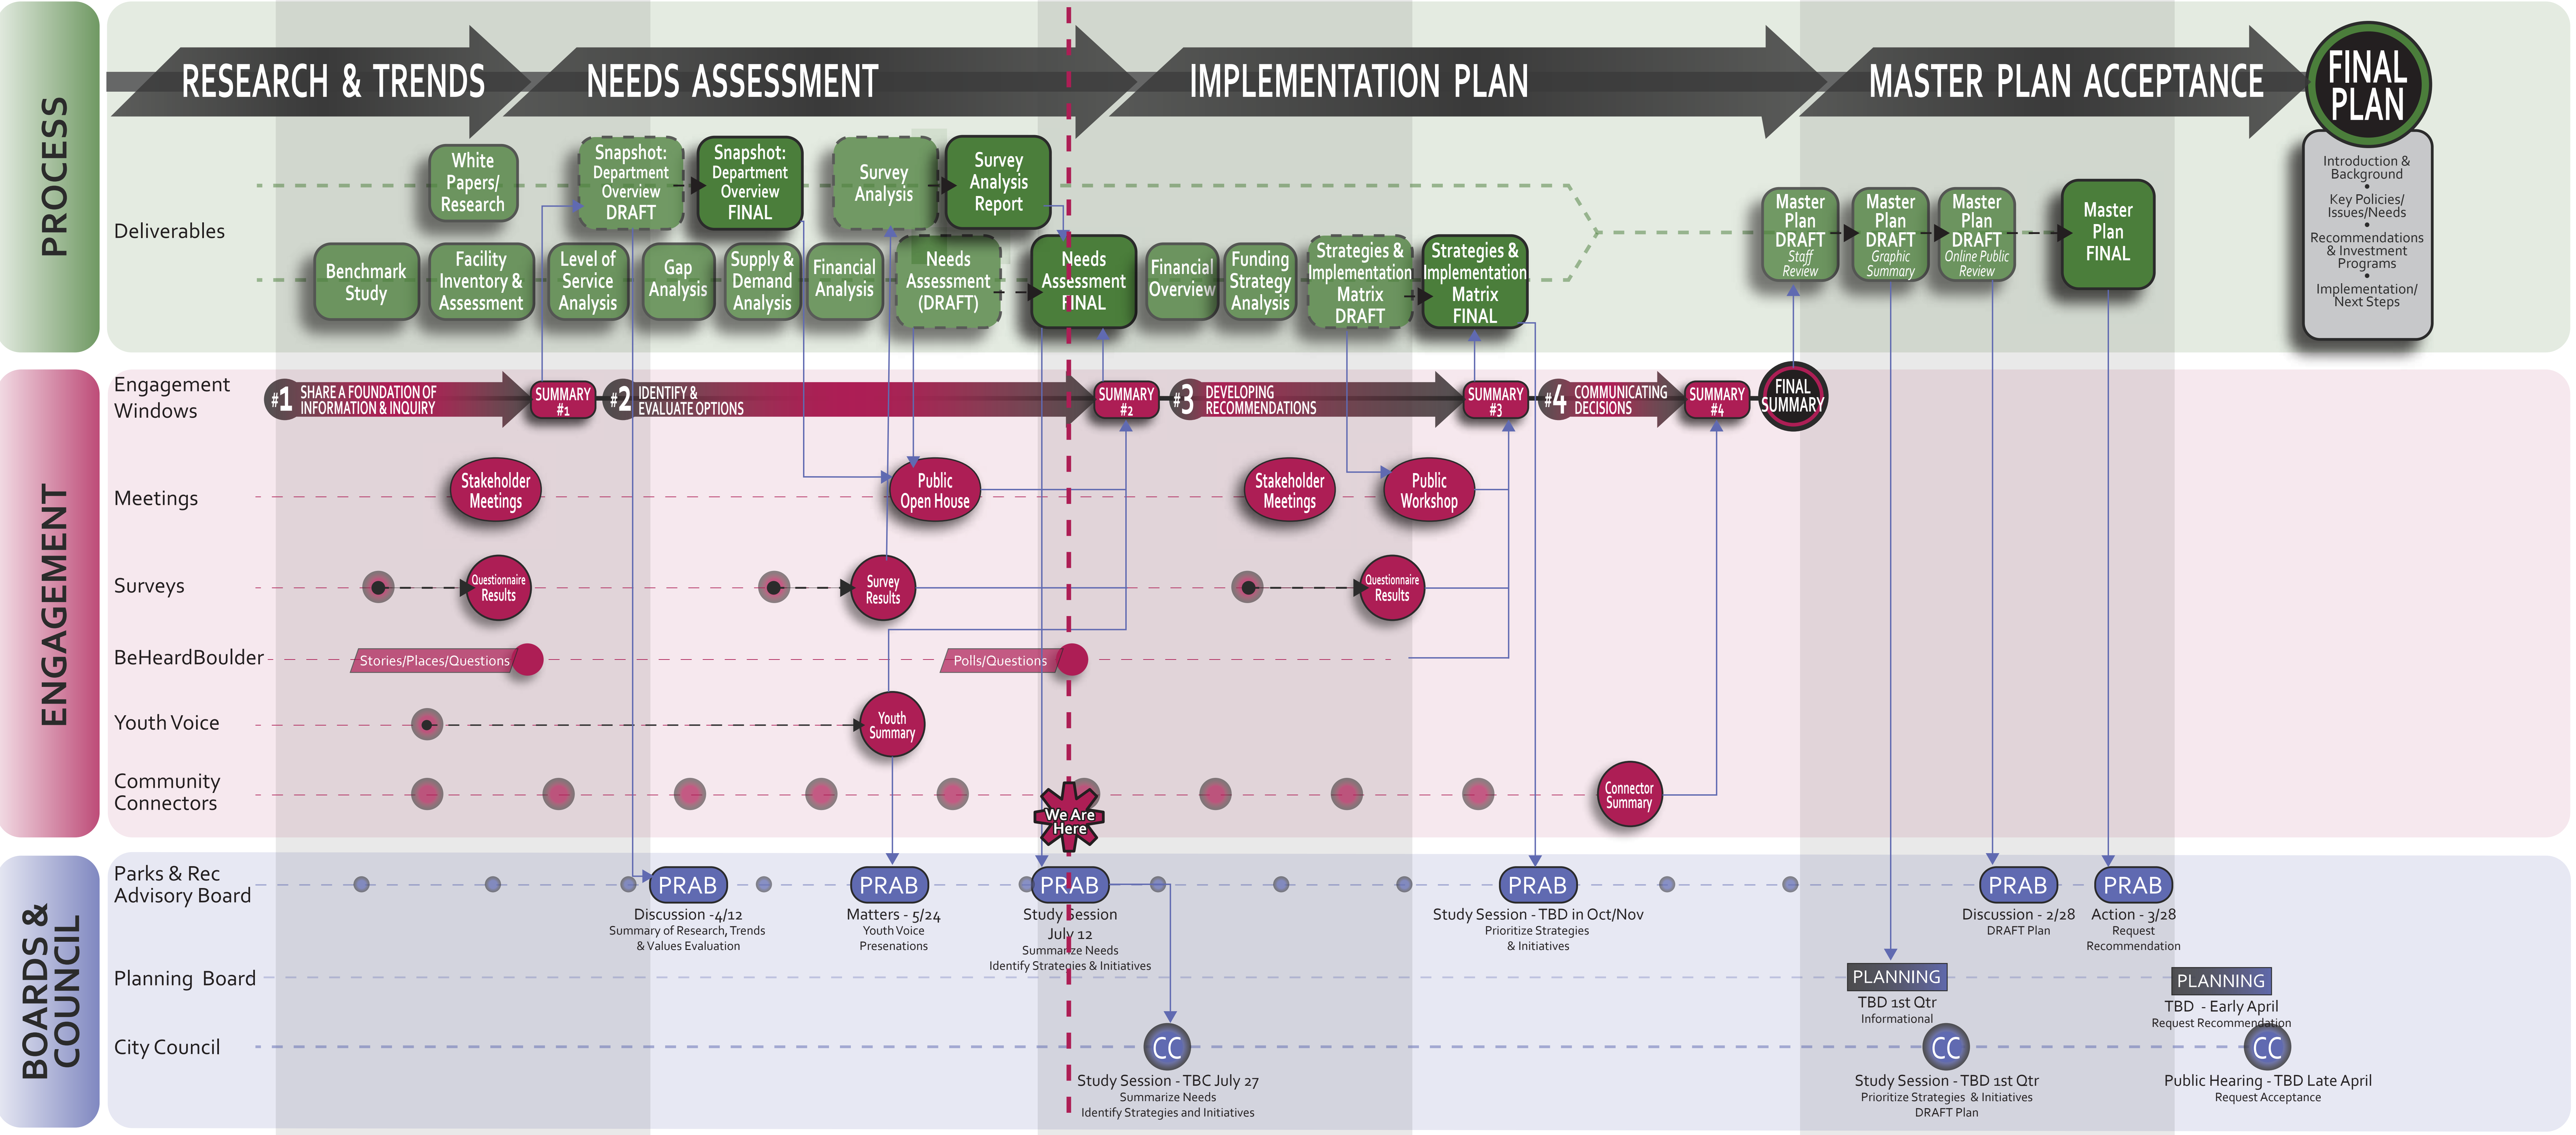 PROCESS
RESEARCH & TRENDS
NEEDS ASSESSMENT
IMPLEMENTATION PLAN
MASTER PLAN ACCEPTANCE
FINAL
PLAN
Introduction &
Background
Key Policies/
Issues/Needs
Recommendations
& Investment
Programs
Implementation/
Next Steps
Deliverables
White
Papers/
Research
Snapshot:
Department
Overview
DRAFT
Snapshot:
Department
Overview
FINAL
Survey
Analysis
Survey
Analysis
Report
Benchmark
Study
Facility
Inventory &
Assessment
Level of
Service
Analysis
Gap
Analysis
Supply &
Demand
Analysis
Financial
Analysis
Needs
Assessment
(DRAFT)
Needs
Assessment
FINAL
Financial
Overview
Funding
Strategy
Analysis
Strategies &
Implementation
Matrix
DRAFT
Strategies &
Implementation
Matrix
FINAL
Master
Plan
DRAFT
Staff
Review
Master
Plan
DRAFT
Graphic
Summary
Master
Plan
DRAFT
Online Public
Review
Master
Plan
FINAL
ENGAGEMENT
Engagement
Windows
#1 SHARE A FOUNDATION OF
INFORMATION & INQUIRY
SUMMARY
#1
#2 IDENTIFY &
EVALUATE OPTIONS
SUMMARY
#2
#3 DEVELOPING
RECOMMENDATIONS
SUMMARY
#3
#4 COMMUNICATING
DECISIONS
SUMMARY
#4
FINAL
SUMMARY
Meetings
Stakeholder
Meetings
Public
Open House
Stakeholder
Meetings
Public
Workshop
Surveys
Questionnaire
Results
Survey
Results
Questionnaire
Results
BeHeardBoulder
Stories/Places/Questions
Polls/Questions
Youth Voice
Youth
Summary
Community
Connectors
Connector
Summary
We Are
Here
BOARDS &
COUNCIL
Parks & Rec
Advisory Board
PRAB
Discussion -4/12
Summary of Research, Trends
& Values Evaluation
PRAB
Matters - 5/24
Youth Voice
Presenations
PRAB
Study Session
July 12
Summarize Needs
Identify Strategies & Initiatives
PRAB
Study Session - TBD in Oct/Nov
Prioritize Strategies
& Initiatives
PRAB
Discussion - 2/28
DRAFT Plan
PRAB
Action - 3/28
Request
Recommendation
Planning Board
PLANNING
TBD 1st Qtr
Informational
PLANNING
TBD - Early April
Request Recommendation
City Council
CC
Study Session - TBC July 27
Summarize Needs
Identify Strategies and Initiatives
CC
Study Session - TBD 1st Qtr
Prioritize Strategies & Initiatives
DRAFT Plan
CC
Public Hearing - TBD Late April
Request Acceptance